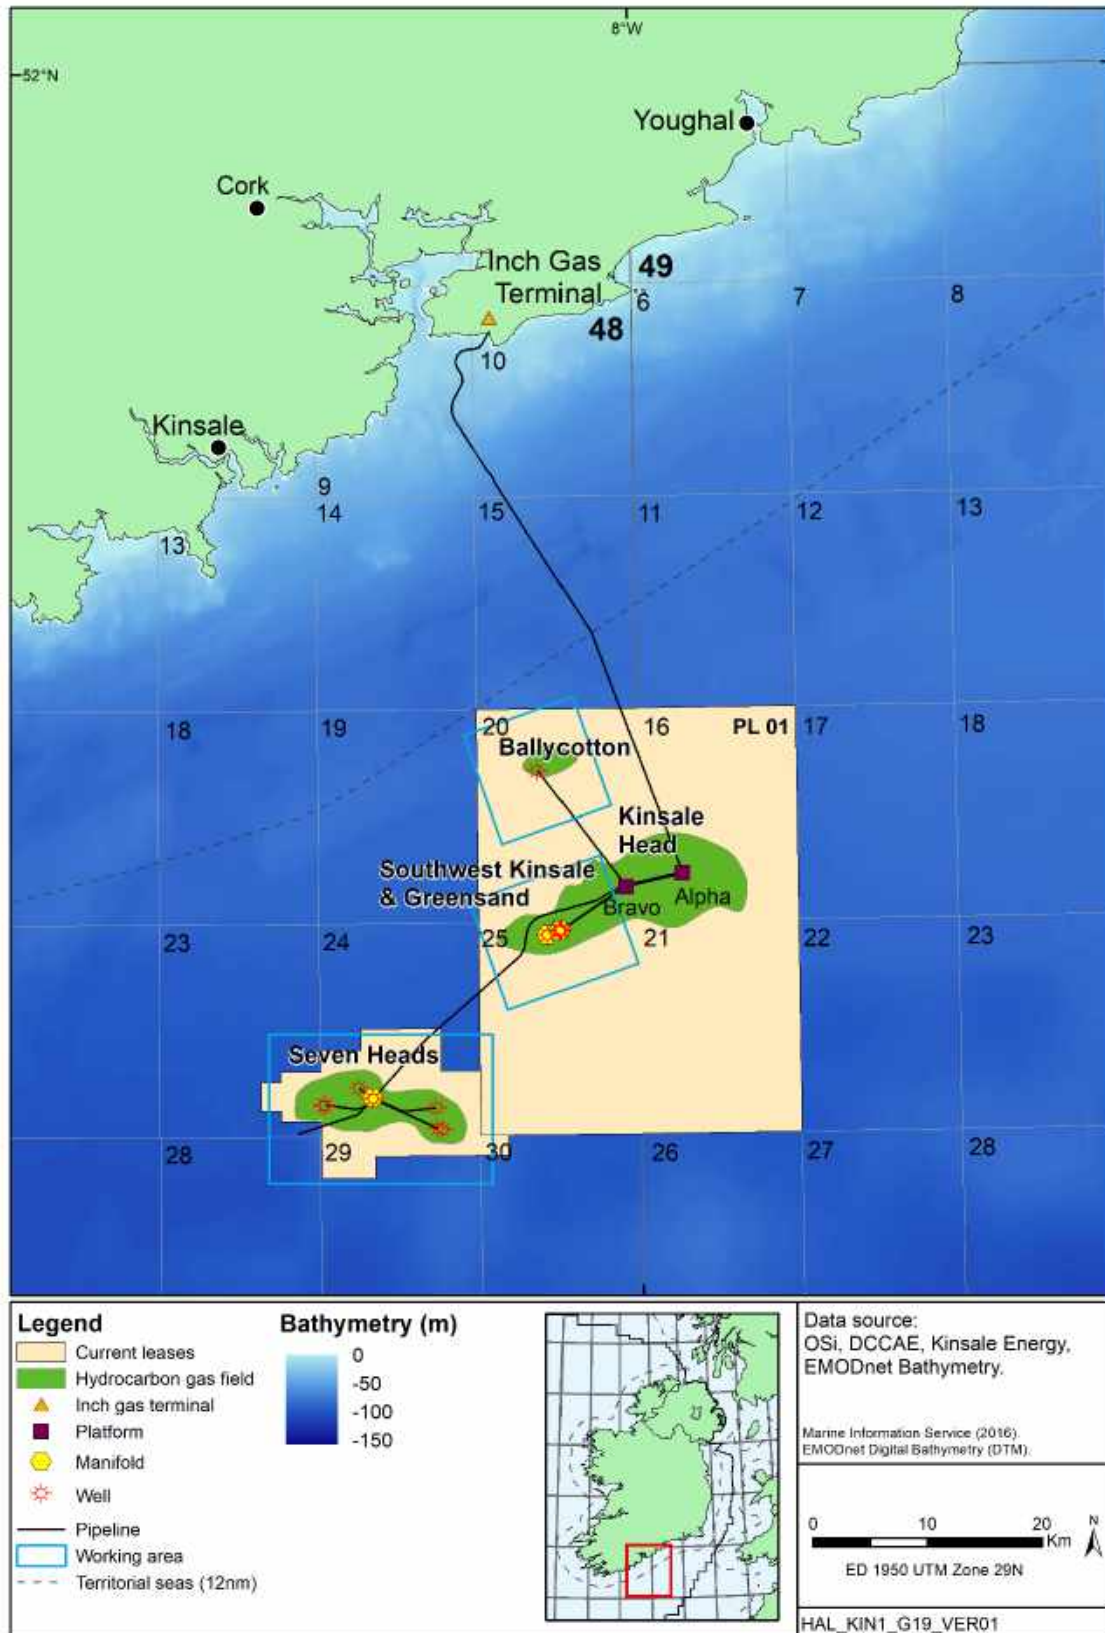 8°W
52°N
Youghal
Cork
Inch Gas
Terminal
49
6
7
8
48
10
Kinsale
9
14
15
11
12
13
13
18
19
20
16
PL 01
17
18
Ballycotton
Kinsale
Head
Southwest Kinsale
& Greensand
Bravo
Alpha
23
24
25
21
22
23
Seven Heads
28
29
30
26
27
28
Legend
Current leases
Hydrocarbon gas field
Inch gas terminal
Platform
Manifold
Well
Pipeline
Working area
Territorial seas (12nm)
Bathymetry (m)
0
-50
-100
-150
Data source:
OSi, DCCAE, Kinsale Energy,
EMODnet Bathymetry.
Marine Information Service (2016).
EMODnet Digital Bathymetry (DTM).
0 10 20
Km
N
ED 1950 UTM Zone 29N
HAL_KIN1_G19_VER01